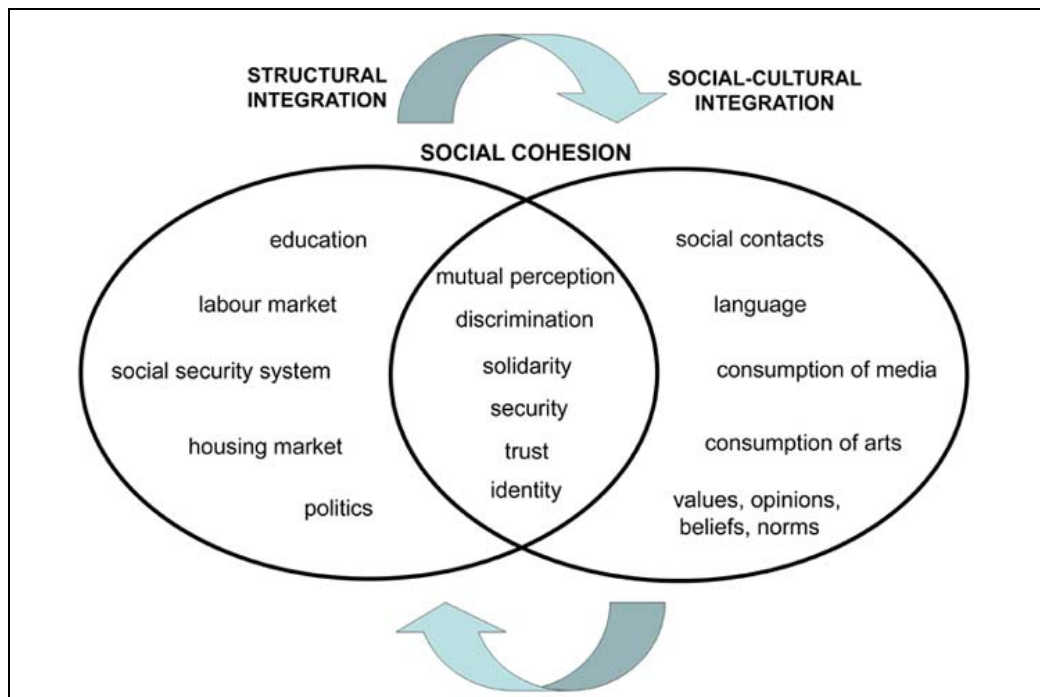 STRUCTURAL
INTEGRATION
SOCIAL-CULTURAL
INTEGRATION
SOCIAL COHESION
education
labour market
social security system
housing market
politics
mutual perception
discrimination
solidarity
security
trust
identity
social contacts
language
consumption of media
consumption of arts
values, opinions,
beliefs, norms